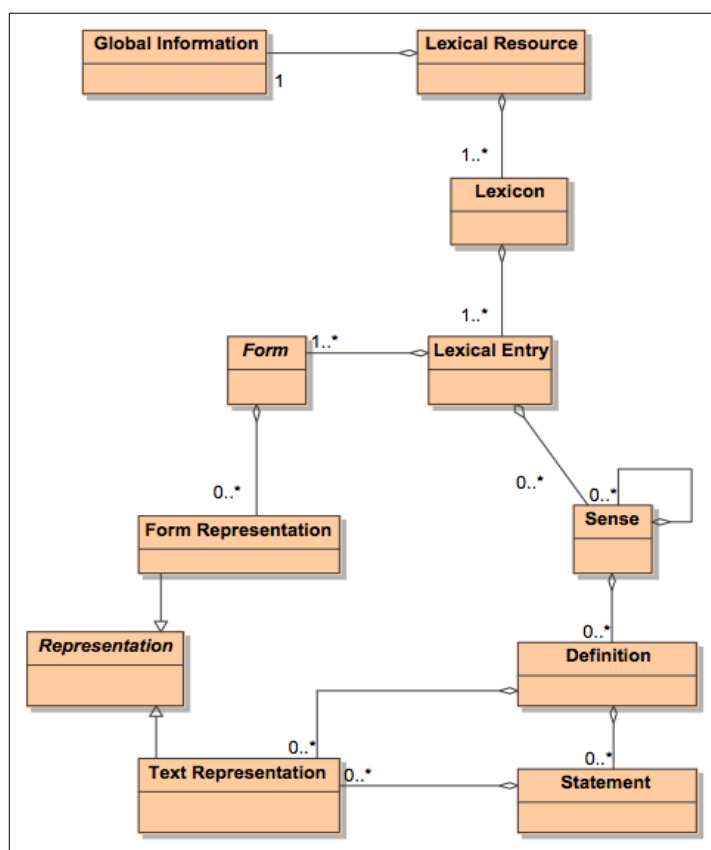 Global Information
Lexical Resource
1
1..*
Lexicon
1..*
Form
1..*
Lexical Entry
0..*
0..*
0..*
Form Representation
Sense
Representation
0..*
Definition
0..*
0..*
Text Representation
0..*
Statement